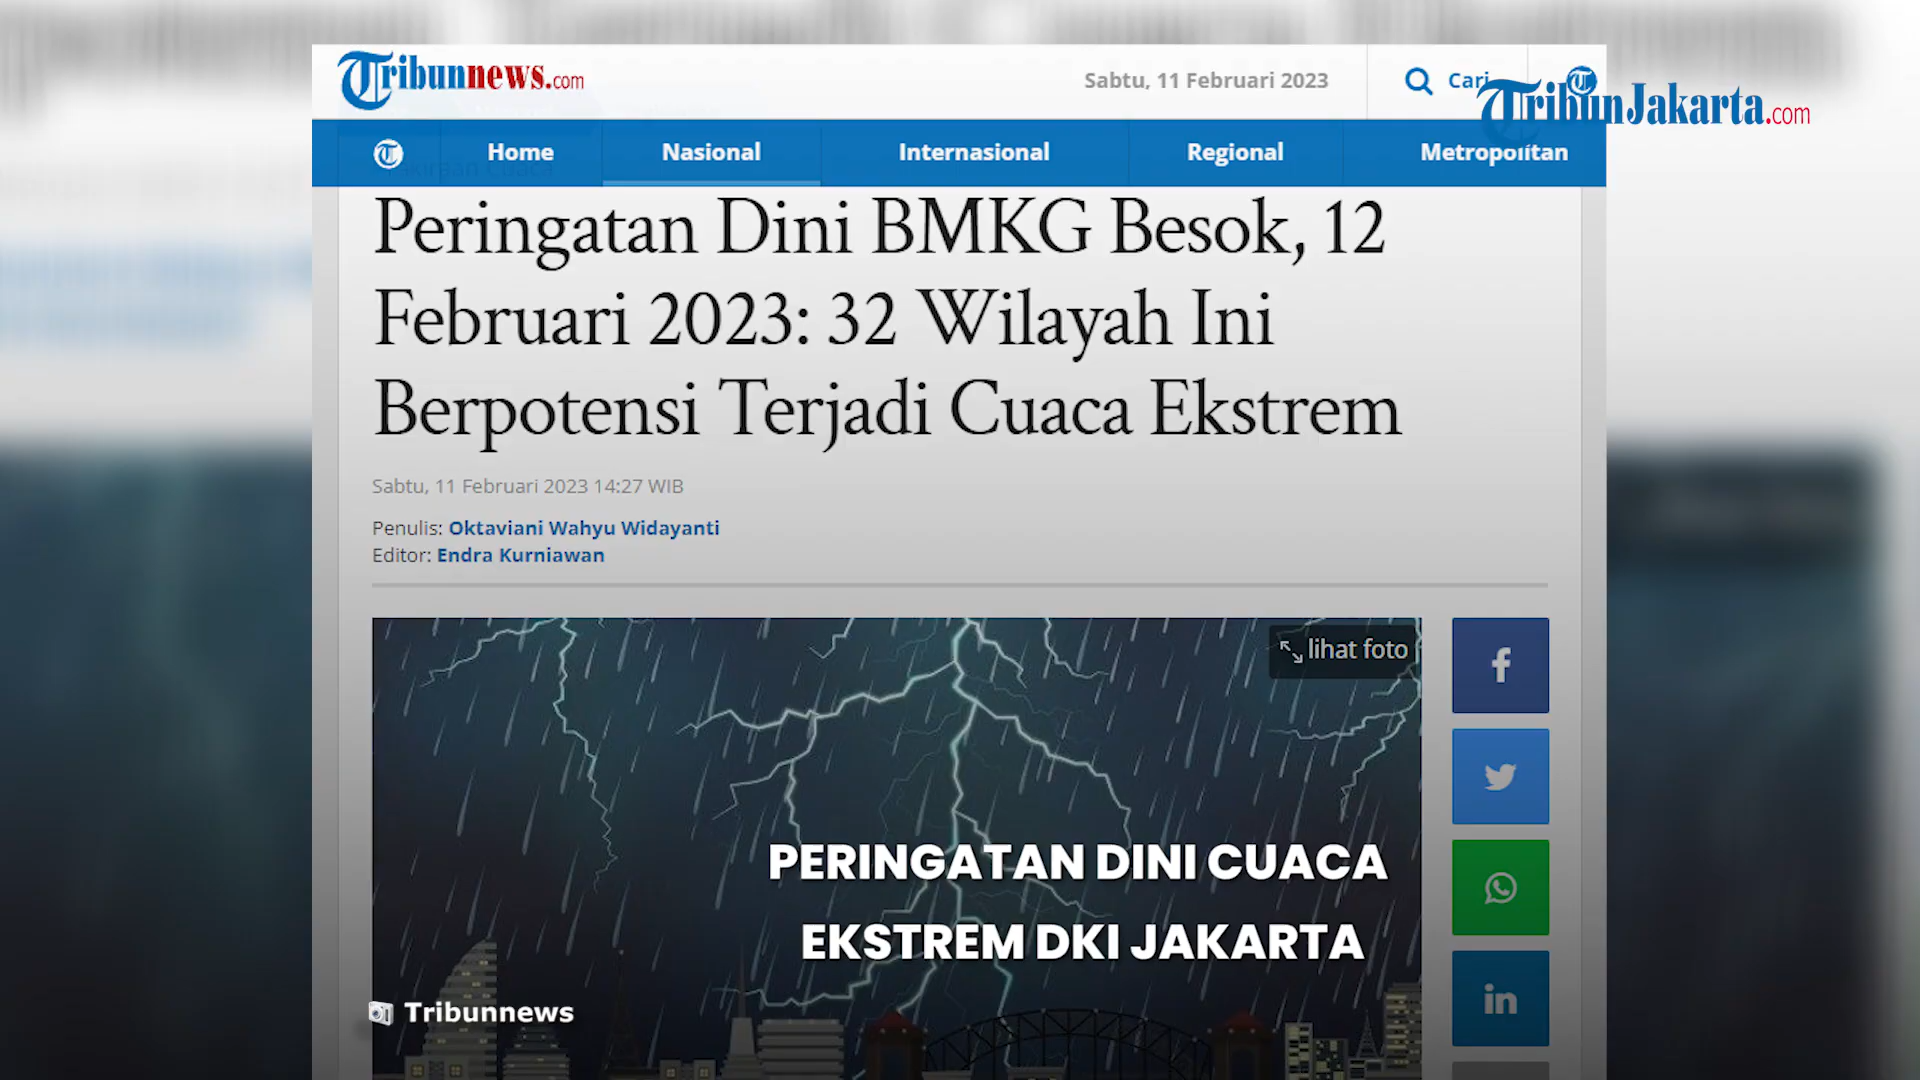 Tribunnews.com
Sabtu, 11 Februari 2023
Cari
TribunJakarta.com
Home
Nasional
Internasional
Regional
Metropolitan
Peringatan Dini BMKG Besok, 12
Februari 2023: 32 Wilayah Ini
Berpotensi Terjadi Cuaca Ekstrem
Sabtu, 11 Februari 2023 14:27 WIB
Penulis: Oktaviani Wahyu Widayanti
Editor: Endra Kurniawan
lihat foto
PERINGATAN DINI CUACA
EKSTREM DKI JAKARTA
Tribunnews